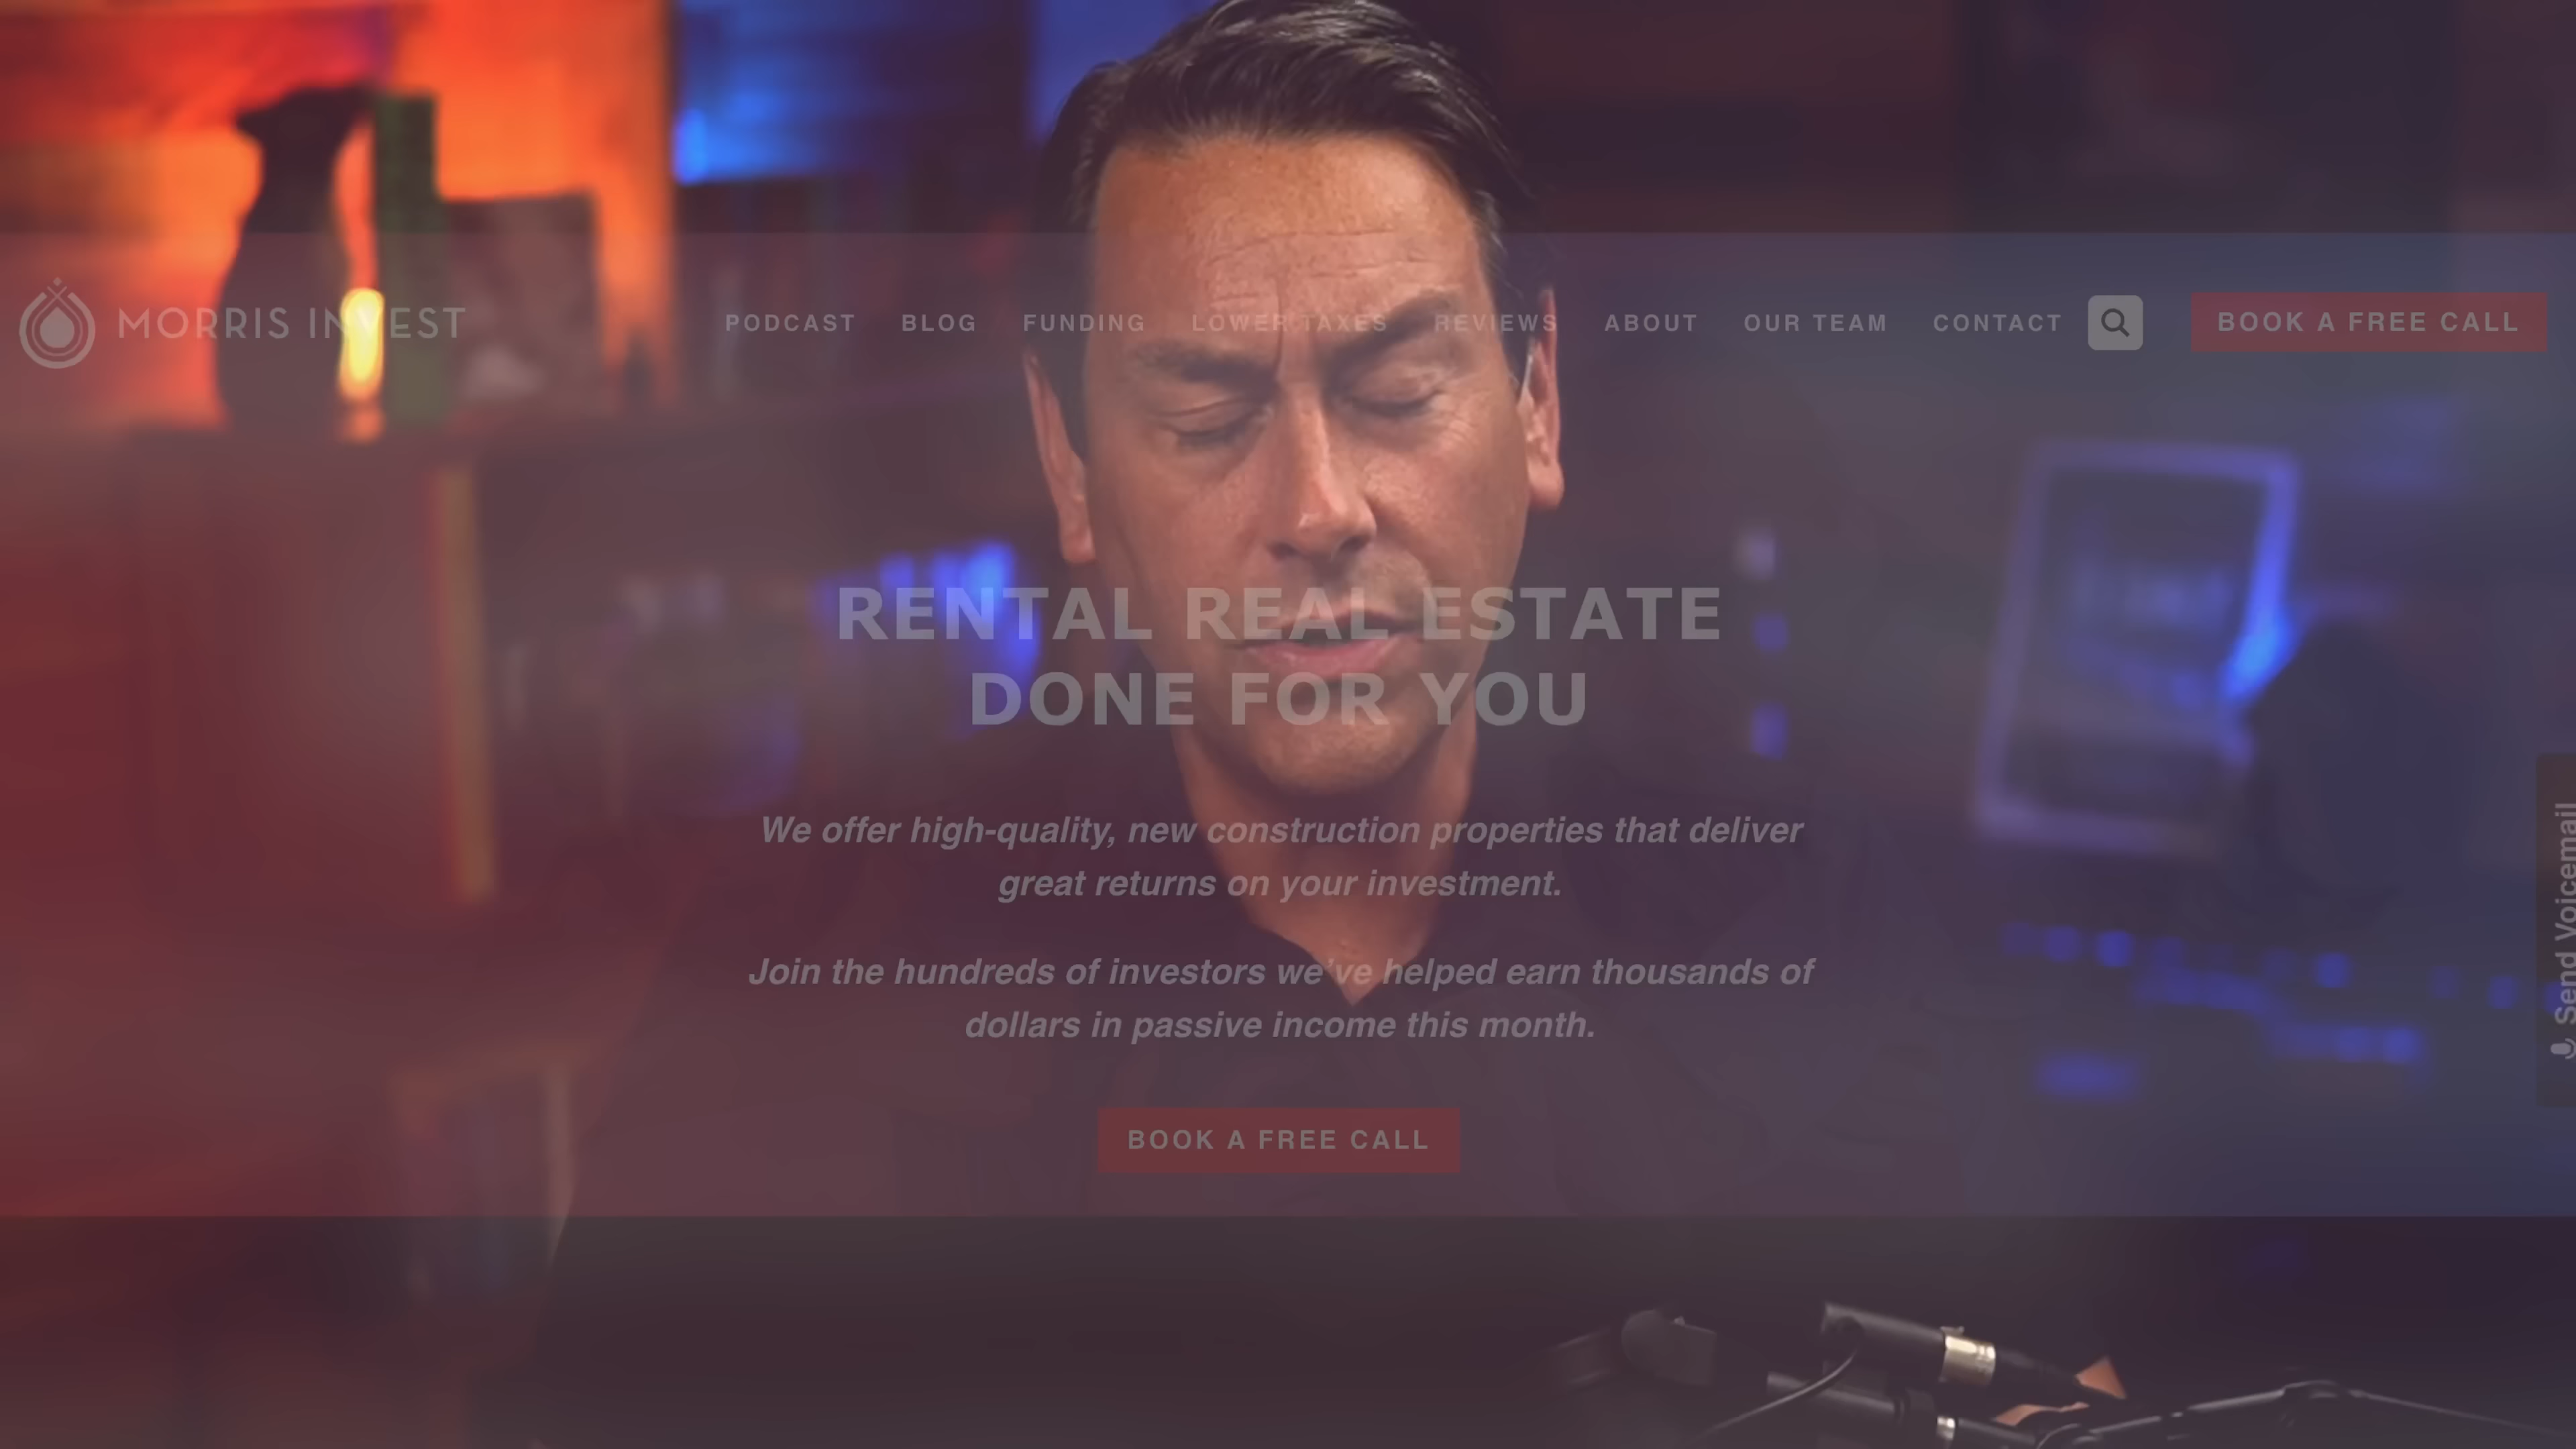 MORRIS INVEST
PODCAST BLOG FUNDING LOWER TAXES REVIEWS ABOUT OUR TEAM CONTACT BOOK A FREE CALL
RENTAL REAL ESTATE
DONE FOR YOU
We offer high-quality, new construction properties that deliver
great returns on your investment.
Join the hundreds of investors we've helped earn thousands of
dollars in passive income this month.
BOOK A FREE CALL
Send Voicemail